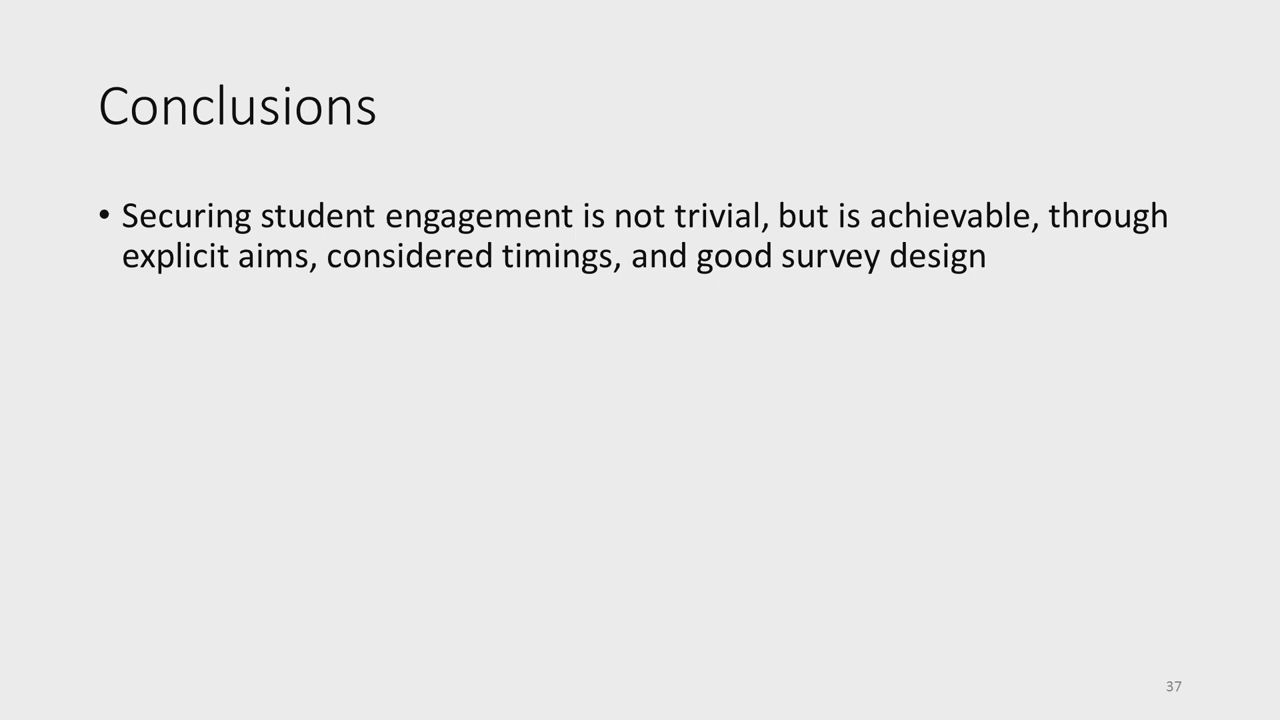 Conclusions
• Securing student engagement is not trivial, but is achievable, through
explicit aims, considered timings, and good survey design
37